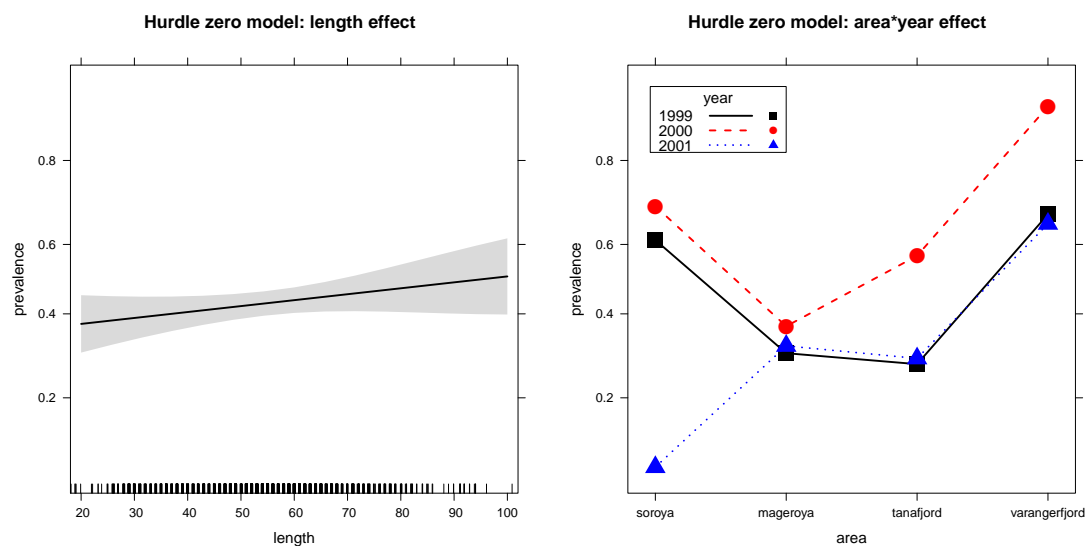 Hurdle zero model: length effect
prevalence
0.8
0.6
0.4
0.2
20 30 40 50 60 70 80 90 100
length
Hurdle zero model: area*year effect
year
1999
2000
2001
prevalence
0.8
0.6
0.4
0.2
soroya mageroya tanafjord varangerfjord
area